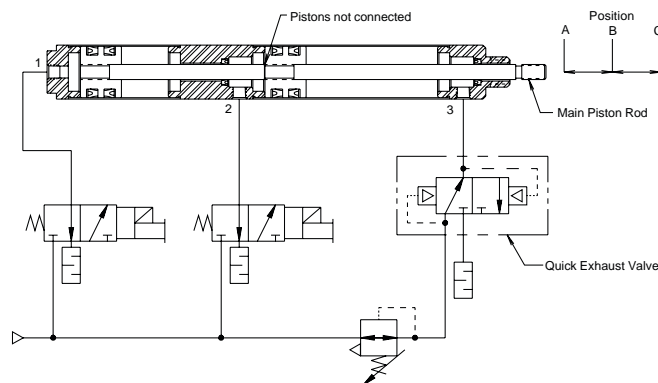 Pistons not connected
Position
A B C
1
2
3
Main Piston Rod
Quick Exhaust Valve